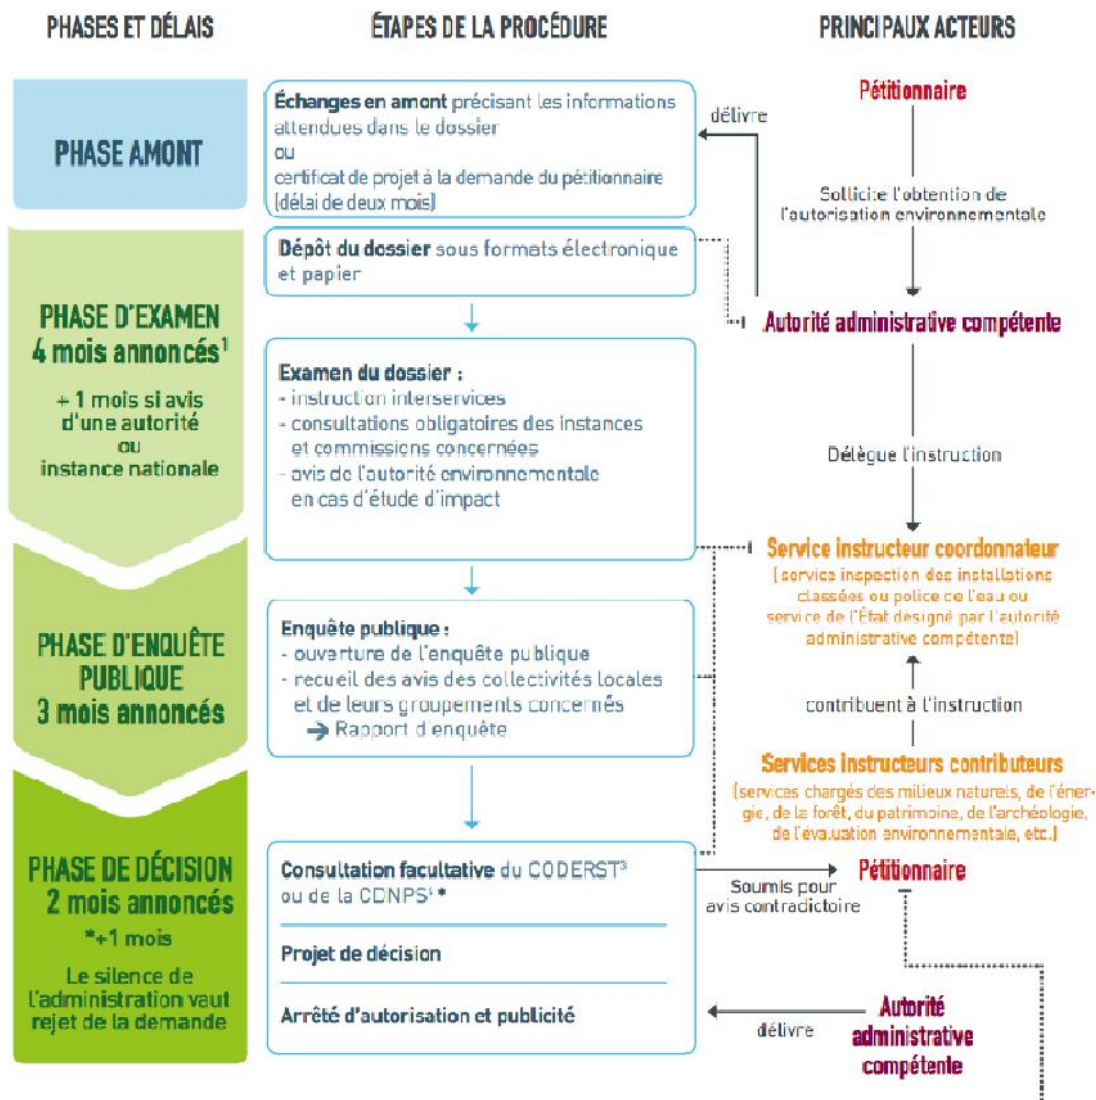 PHASES ET DÉLAIS
ÉTAPES DE LA PROCÉDURE
PRINCIPAUX ACTEURS
PHASE AMONT
Échanges en amont précisant les informations
attendues dans le dossier
ou
certificat de projet à la demande du pétitionnaire
(délai de deux mois)
délivre
Pétitionnaire
Sollicite l'obtention de
l'autorisation environnementale
Dépôt du dossier sous formats électronique
et papier
Autorité administrative compétente
PHASE D'EXAMEN
4 mois annoncés¹
+ 1 mois si avis
d'une autorité
ou
instance nationale
Examen du dossier :
- instruction interservices
- consultations obligatoires des instances
et commissions concernées
- avis de l'autorité environnementale
en cas d'étude d'impact
Délègue l'instruction
Service instructeur coordonnateur
(service inspection des installations
classées ou police de l'eau ou
service de l'État désigné par l'autorité
administrative compétente)
PHASE D'ENQUÊTE
PUBLIQUE
3 mois annoncés
Enquête publique :
- ouverture de l'enquête publique
- recueil des avis des collectivités locales
et de leurs groupements concernés
➔ Rapport d'enquête
contribuent à l'instruction
Services instructeurs contributeurs
(services chargés des milieux naturels, de l'éner-
gie, de la forêt, du patrimoine, de l'archéologie,
de l'évaluation environnementale, etc.)
PHASE DE DÉCISION
2 mois annoncés
*+1 mois
Le silence de
l'administration vaut
rejet de la demande
Consultation facultative du CODERST³
ou de la CDNPS⁴ *
Projet de décision
Arrêté d'autorisation et publicité
Soumis pour
avis contradictoire
Pétitionnaire
délivre
Autorité
administrative
compétente